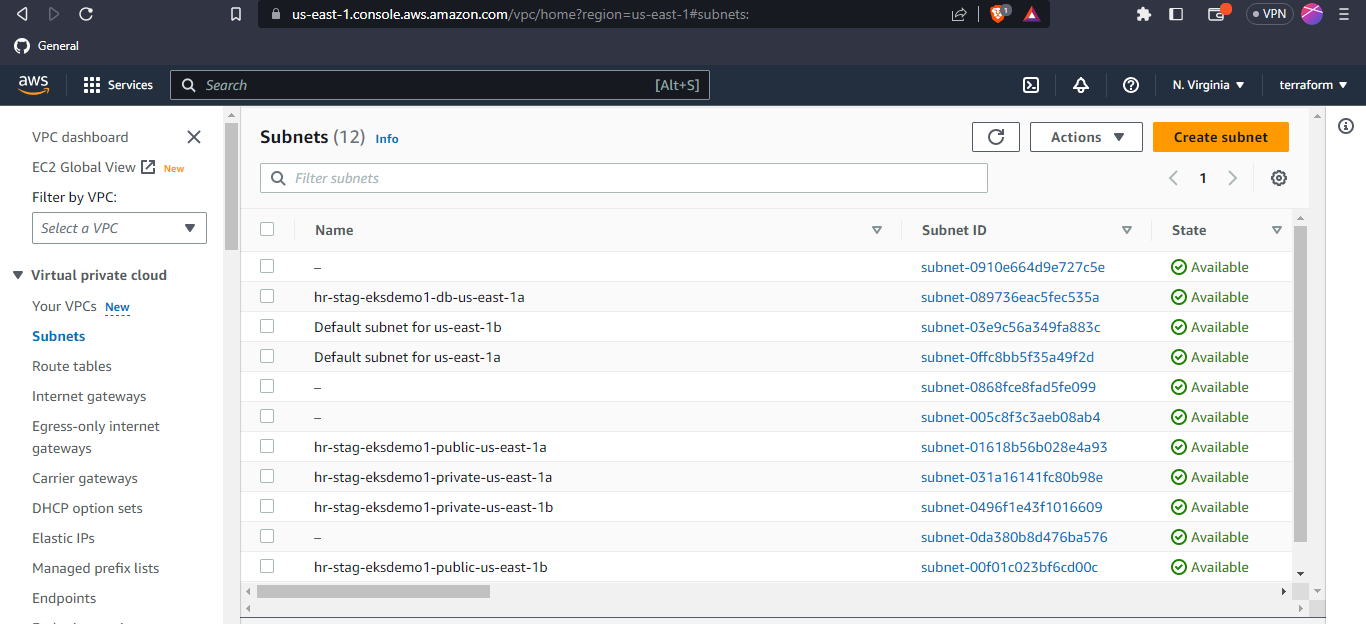 us-east-1.console.aws.amazon.com/vpc/home?region=us-east-1#subnets:
1
VPN
General
aws
Services
Search
[Alt+S]
N. Virginia
terraform
VPC dashboard
EC2 Global View New
Filter by VPC:
Select a VPC
Virtual private cloud
Your VPCs New
Subnets
Route tables
Internet gateways
Egress-only internet
gateways
Carrier gateways
DHCP option sets
Elastic IPs
Managed prefix lists
Endpoints
Subnets (12) Info
Actions
Create subnet
Filter subnets
1
Name Subnet ID State
– subnet-0910e664d9e727c5e Available
hr-stag-eksdemo1-db-us-east-1a subnet-089736eac5fec535a Available
Default subnet for us-east-1b subnet-03e9c56a349fa883c Available
Default subnet for us-east-1a subnet-0ffc8bb5f35a49f2d Available
– subnet-0868fce8fad5fe099 Available
– subnet-005c8f3c3aeb08ab4 Available
hr-stag-eksdemo1-public-us-east-1a subnet-01618b56b028e4a93 Available
hr-stag-eksdemo1-private-us-east-1a subnet-031a16141fc80b98e Available
hr-stag-eksdemo1-private-us-east-1b subnet-0496f1e43f1016609 Available
– subnet-0da380b8d476ba576 Available
hr-stag-eksdemo1-public-us-east-1b subnet-00f01c023bf6cd00c Available